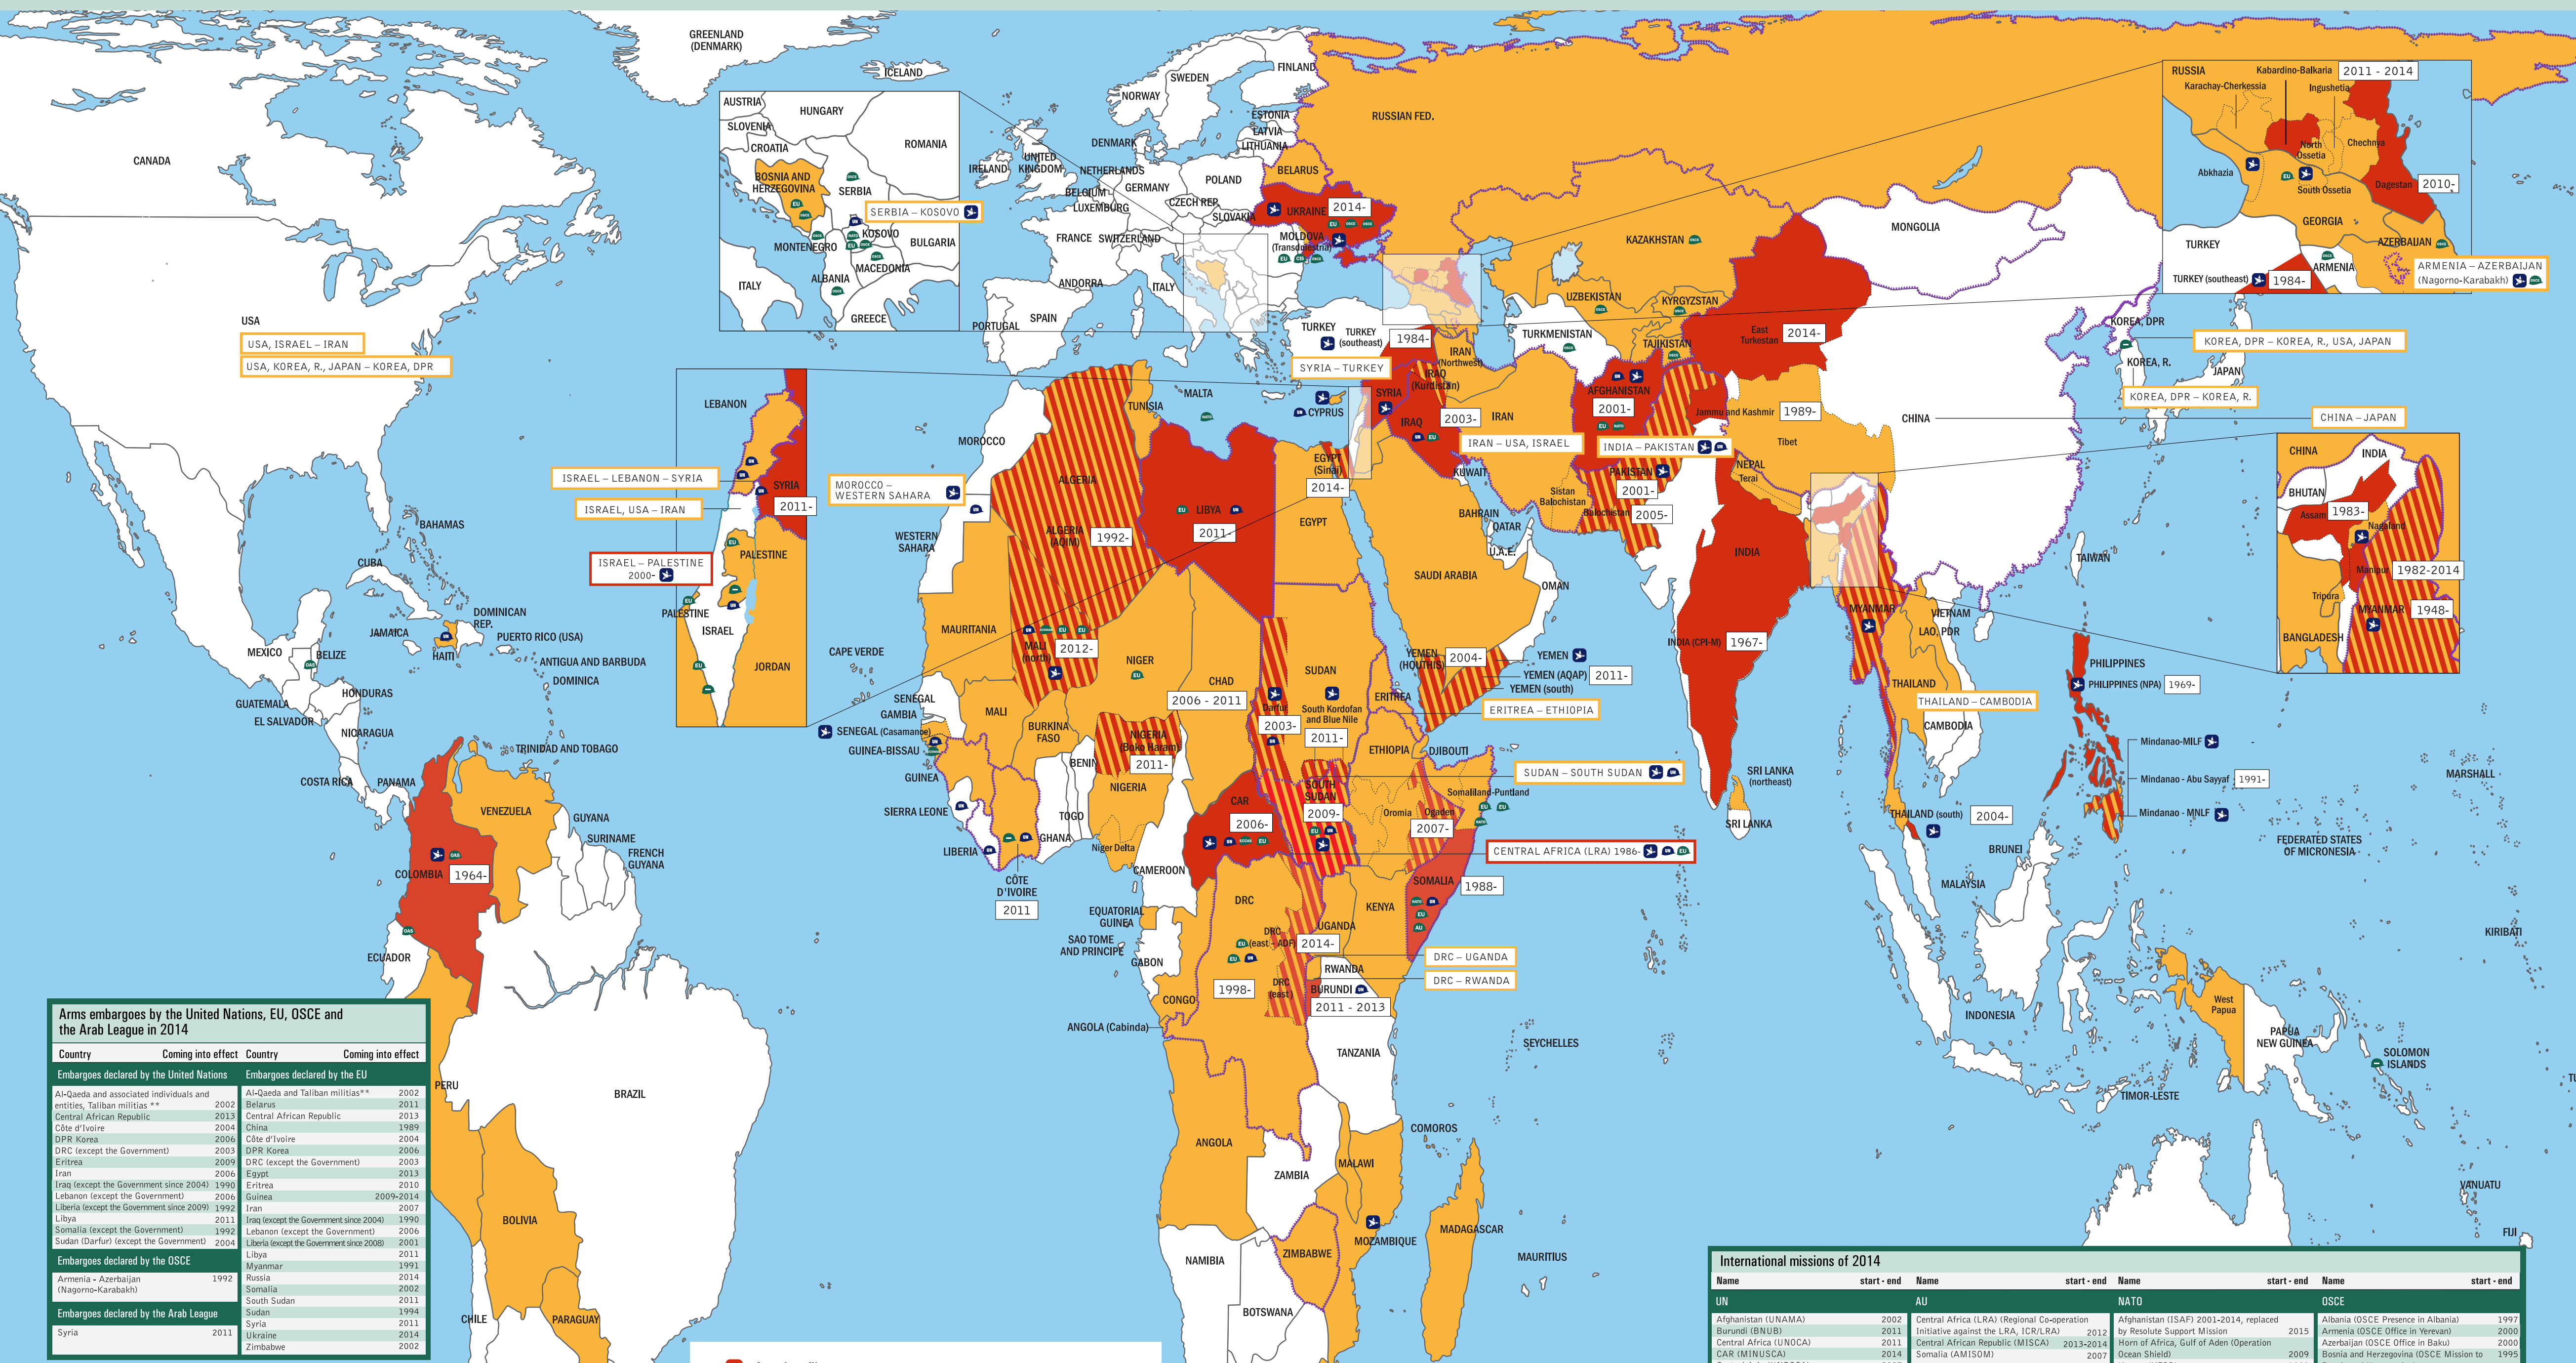 GREENLAND
(DENMARK)
ICELAND
CANADA
USA
USA, ISRAEL – IRAN
USA, KOREA, R., JAPAN – KOREA, DPR
BAHAMAS
CUBA
DOMINICAN
REP.
JAMAICA
HAITI
PUERTO RICO (USA)
ANTIGUA AND BARBUDA
DOMINICA
MEXICO
BELIZE
HONDURAS
GUATEMALA
EL SALVADOR
NICARAGUA
TRINIDAD AND TOBAGO
COSTA RICA
PANAMA
VENEZUELA
GUYANA
SURINAME
FRENCH
GUYANA
COLOMBIA
1964-
ECUADOR
PERU
BRAZIL
BOLIVIA
CHILE
PARAGUAY
AUSTRIA
HUNGARY
SLOVENIA
CROATIA
ROMANIA
BOSNIA AND
HERZEGOVINA
SERBIA
SERBIA – KOSOVO
MONTENEGRO
KOSOVO
BULGARIA
MACEDONIA
ALBANIA
ITALY
GREECE
SWEDEN
FINLAND
NORWAY
ESTONIA
LATVIA
LITHUANIA
DENMARK
IRELAND
UNITED
KINGDOM
NETHERLANDS
BELARUS
BELGIUM
GERMANY
POLAND
LUXEMBURG
CZECH REP.
SLOVAKIA
UKRAINE
2014-
FRANCE
SWITZERLAND
MOLDOVA
(Transdniestria)
ANDORRA
ITALY
PORTUGAL
SPAIN
MALTA
TURKEY
TURKEY
(southeast)
1984-
SYRIA – TURKEY
CYPRUS
RUSSIAN FED.
KAZAKHSTAN
MONGOLIA
UZBEKISTAN
KYRGYZSTAN
TURKMENISTAN
TAJIKISTAN
East
Turkestan
2014-
IRAN
(Northwest)
IRAQ
(Kurdistan)
SYRIA
IRAQ
2003-
IRAN
IRAN – USA, ISRAEL
AFGHANISTAN
2001-
Jammu and Kashmir
1989-
Tibet
INDIA – PAKISTAN
PAKISTAN
2001-
Balochistan
2005-
Sistan
Balochistan
NEPAL
Terai
KUWAIT
BAHRAIN
QATAR
U.A.E.
OMAN
SAUDI ARABIA
INDIA
INDIA (CPI-M)
1967-
SRI LANKA
(northeast)
SRI LANKA
CHINA
KOREA, DPR
KOREA, R.
JAPAN
KOREA, DPR – KOREA, R., USA, JAPAN
KOREA, DPR – KOREA, R.
CHINA – JAPAN
TAIWAN
RUSSIA
Kabardino-Balkaria
2011 - 2014
Karachay-Cherkessia
Ingushetia
North
Ossetia
Chechnya
Abkhazia
South Ossetia
Dagestan
2010-
GEORGIA
TURKEY
AZERBAIJAN
ARMENIA
ARMENIA – AZERBAIJAN
(Nagorno-Karabakh)
TURKEY (southeast)
1984-
CHINA
INDIA
BHUTAN
Assam
1983-
Nagaland
Manipur
1982-2014
Tripura
MYANMAR
1948-
BANGLADESH
MYANMAR
VIETNAM
LAO, PDR
THAILAND
THAILAND – CAMBODIA
CAMBODIA
THAILAND (south)
2004-
PHILIPPINES
PHILIPPINES (NPA)
1969-
Mindanao-MILF
Mindanao - Abu Sayyaf
1991-
Mindanao - MNLF
BRUNEI
MALAYSIA
INDONESIA
TIMOR-LESTE
West
Papua
PAPUA
NEW GUINEA
SOLOMON
ISLANDS
MARSHALL
FEDERATED STATES
OF MICRONESIA
KIRIBATI
VANUATU
FIJI
LEBANON
SYRIA
2011-
ISRAEL – LEBANON – SYRIA
ISRAEL, USA – IRAN
ISRAEL – PALESTINE
2000-
PALESTINE
PALESTINE
ISRAEL
JORDAN
MOROCCO
MOROCCO –
WESTERN SAHARA
WESTERN
SAHARA
ALGERIA
ALGERIA
(AQIM)
1992-
TUNISIA
LIBYA
2011-
EGYPT
(Sinai)
2014-
EGYPT
MAURITANIA
MALI
(north)
2012-
NIGER
CHAD
2006 - 2011
SUDAN
Darfur
2003-
South Kordofan
and Blue Nile
2011-
ERITREA
YEMEN
(HOUTHIS)
2004-
YEMEN
YEMEN (AQAP)
2011-
YEMEN (south)
ERITREA – ETHIOPIA
CAPE VERDE
SENEGAL
GAMBIA
SENEGAL (Casamance)
GUINEA-BISSAU
GUINEA
SIERRA LEONE
LIBERIA
MALI
BURKINA
FASO
BENIN
TOGO
GHANA
CÔTE
D'IVOIRE
2011
NIGERIA
(Boko Haram)
2011-
NIGERIA
Niger Delta
CAMEROON
CAR
2006-
SOUTH
SUDAN
2009-
SUDAN – SOUTH SUDAN
ETHIOPIA
DJIBOUTI
Somaliland-Puntland
Oromia
Ogaden
2007-
CENTRAL AFRICA (LRA) 1986-
SOMALIA
1988-
EQUATORIAL
GUINEA
SAO TOME
AND PRINCIPE
GABON
CONGO
DRC
DRC
(east - ADF)
2014-
DRC
(east)
1998-
UGANDA
KENYA
RWANDA
BURUNDI
2011 - 2013
DRC – UGANDA
DRC – RWANDA
ANGOLA (Cabinda)
TANZANIA
SEYCHELLES
COMOROS
ANGOLA
ZAMBIA
MALAWI
MOZAMBIQUE
MADAGASCAR
MAURITIUS
ZIMBABWE
NAMIBIA
BOTSWANA
Arms embargoes by the United Nations, EU, OSCE and
the Arab League in 2014
Country Coming into effect Country Coming into effect
Embargoes declared by the United Nations
Al-Qaeda and associated individuals and
entities, Taliban militias ** 2002
Central African Republic 2013
Côte d'Ivoire 2004
DPR Korea 2006
DRC (except the Government) 2003
Eritrea 2009
Iran 2006
Iraq (except the Government since 2004) 1990
Lebanon (except the Government) 2006
Liberia (except the Government since 2009) 1992
Libya 2011
Somalia (except the Government) 1992
Sudan (Darfur) (except the Government) 2004
Embargoes declared by the OSCE
Armenia - Azerbaijan 1992
(Nagorno-Karabakh)
Embargoes declared by the Arab League
Syria 2011
Embargoes declared by the EU
Al-Qaeda and Taliban militias** 2002
Belarus 2011
Central African Republic 2013
China 1989
Côte d'Ivoire 2004
DPR Korea 2006
DRC (except the Government) 2003
Egypt 2013
Eritrea 2010
Guinea 2009-2014
Iran 2007
Iraq (except the Government since 2004) 1990
Lebanon (except the Government) 2006
Liberia (except the Government since 2008) 2001
Libya 2011
Myanmar 1991
Russia 2014
Somalia 2002
South Sudan 2011
Sudan 1994
Syria 2011
Ukraine 2014
Zimbabwe 2002
International missions of 2014
Name start - end Name start - end Name start - end Name start - end
UN
Afghanistan (UNAMA) 2002
Burundi (BNUB) 2011
Central Africa (UNOCA) 2011
CAR (MINUSCA) 2014
AU
Central Africa (LRA) (Regional Co-operation
Initiative against the LRA, ICR/LRA) 2012
Central African Republic (MISCA) 2013-2014
Somalia (AMISOM) 2007
NATO
Afghanistan (ISAF) 2001-2014, replaced
by Resolute Support Mission 2015
Horn of Africa, Gulf of Aden (Operation
Ocean Shield) 2009
OSCE
Albania (OSCE Presence in Albania) 1997
Armenia (OSCE Office in Yerevan) 2000
Azerbaijan (OSCE Office in Baku) 2000
Bosnia and Herzegovina (OSCE Mission to 1995